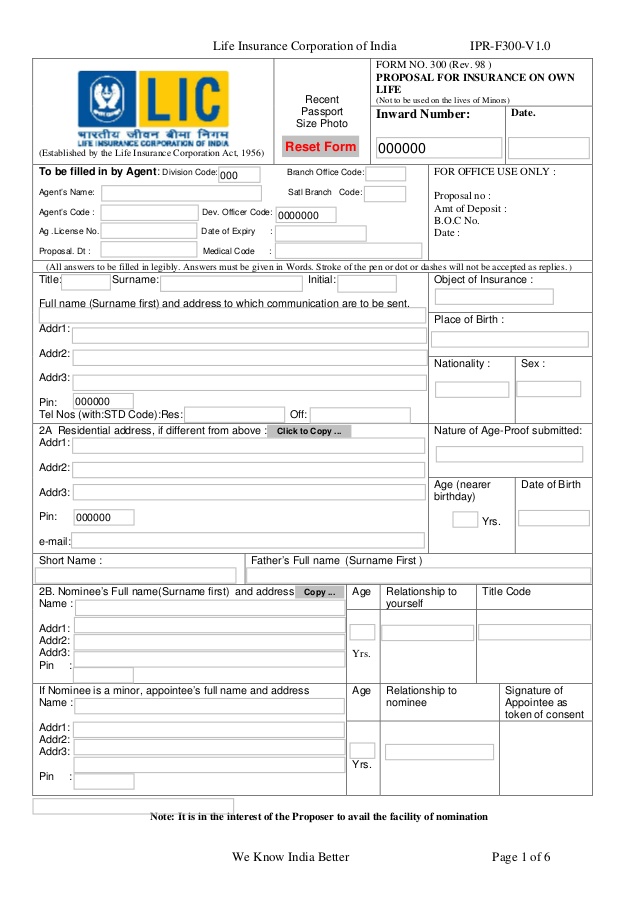 Life Insurance Corporation of India IPR-F300-V1.0
LIC
भारतीय जीवन बीमा निगम
LIFE INSURANCE CORPORATION OF INDIA
(Established by the Life Insurance Corporation Act, 1956)
Recent
Passport
Size Photo
Reset Form
FORM NO. 300 (Rev. 98 )
PROPOSAL FOR INSURANCE ON OWN
LIFE
(Not to be used on the lives of Minors)
Inward Number: Date.
000000
To be filled in by Agent: Division Code: 000 Branch Office Code:
Agent's Name: Satl Branch Code:
Agent's Code : Dev. Officer Code: 0000000
Ag .License No. Date of Expiry :
Proposal. Dt : Medical Code :
FOR OFFICE USE ONLY :
Proposal no :
Amt of Deposit :
B.O.C No.
Date :
(All answers to be filled in legibly. Answers must be given in Words. Stroke of the pen or dot or dashes will not be accepted as replies. )
Title: Surname: Initial:
Full name (Surname first) and address to which communication are to be sent.
Addr1:
Addr2:
Addr3:
Pin: 000000
Tel Nos (with:STD Code):Res: Off:
Object of Insurance :
Place of Birth :
Nationality : Sex :
2A Residential address, if different from above : Click to Copy ...
Addr1:
Addr2:
Addr3:
Pin: 000000
e-mail:
Nature of Age-Proof submitted:
Age (nearer
birthday)
Yrs.
Date of Birth
Short Name : Father's Full name (Surname First )
2B. Nominee's Full name(Surname first) and address Copy ...
Name :
Addr1:
Addr2:
Addr3:
Pin :
Age
Yrs.
Relationship to
yourself
Title Code
If Nominee is a minor, appointee's full name and address
Name :
Addr1:
Addr2:
Addr3:
Pin :
Age
Yrs.
Relationship to
nominee
Signature of
Appointee as
token of consent
Note: It is in the interest of the Proposer to avail the facility of nomination
We Know India Better Page 1 of 6